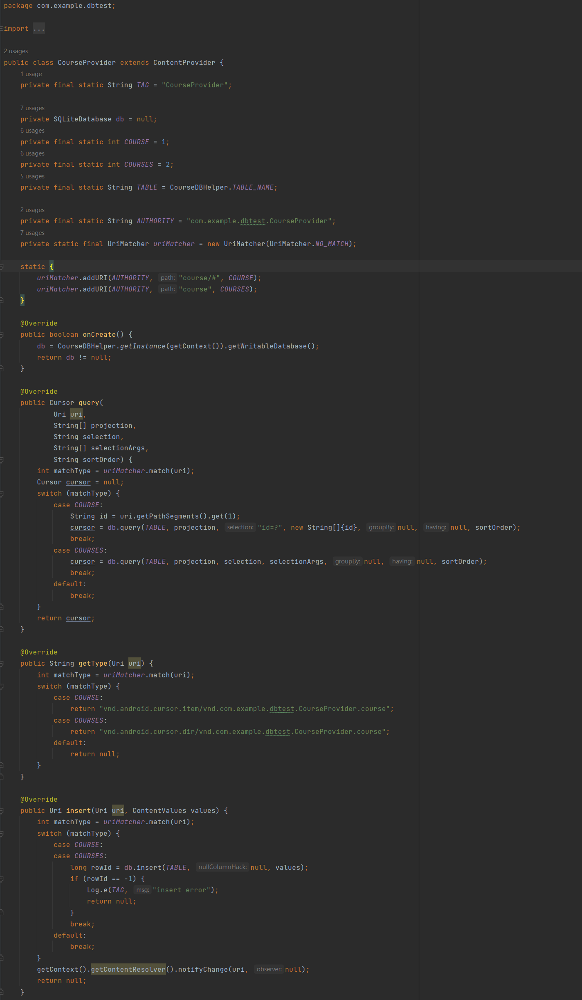 package com.example.dbtest;
import ...
2 usages
public class CourseProvider extends ContentProvider {
1 usage
private final static String TAG = "CourseProvider";
7 usages
private SQLiteDatabase db = null;
6 usages
private final static int COURSE = 1;
6 usages
private final static int COURSES = 2;
5 usages
private final static String TABLE = CourseDBHelper.TABLE_NAME;
2 usages
private final static String AUTHORITY = "com.example.dbtest.CourseProvider";
7 usages
private static final UriMatcher uriMatcher = new UriMatcher(UriMatcher.NO_MATCH);
static {
uriMatcher.addURI(AUTHORITY, path: "course/#", COURSE);
uriMatcher.addURI(AUTHORITY, path: "course", COURSES);
}
@Override
public boolean onCreate() {
db = CourseDBHelper.getInstance(getContext()).getWritableDatabase();
return db != null;
}
@Override
public Cursor query(
Uri uri,
String[] projection,
String selection,
String[] selectionArgs,
String sortOrder) {
int matchType = uriMatcher.match(uri);
Cursor cursor = null;
switch (matchType) {
case COURSE:
String id = uri.getPathSegments().get(1);
cursor = db.query(TABLE, projection, selection: "id=?", new String[]{id}, groupBy: null, having: null, sortOrder);
break;
case COURSES:
cursor = db.query(TABLE, projection, selection, selectionArgs, groupBy: null, having: null, sortOrder);
break;
default:
break;
}
return cursor;
}
@Override
public String getType(Uri uri) {
int matchType = uriMatcher.match(uri);
switch (matchType) {
case COURSE:
return "vnd.android.cursor.item/vnd.com.example.dbtest.CourseProvider.course";
case COURSES:
return "vnd.android.cursor.dir/vnd.com.example.dbtest.CourseProvider.course";
default:
return null;
}
}
@Override
public Uri insert(Uri uri, ContentValues values) {
int matchType = uriMatcher.match(uri);
switch (matchType) {
case COURSE:
case COURSES:
long rowId = db.insert(TABLE, nullColumnHack: null, values);
if (rowId == -1) {
Log.e(TAG, msg: "insert error");
return null;
}
break;
default:
break;
}
getContext().getContentResolver().notifyChange(uri, observer: null);
return null;
}